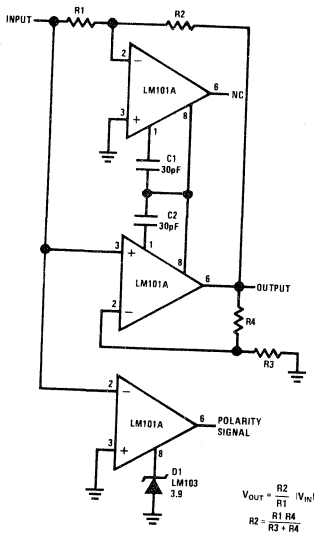 R1
R2
INPUT
2
−
LM101A
6
NC
3
+
8
1
C1
30pF
C2
30pF
1
3
+
8
LM101A
6
OUTPUT
2
−
R4
R3
2
−
LM101A
6
POLARITY
SIGNAL
3
+
8
D1
LM103
3.9
V_OUT = R2/R1 |V_IN|
R2 = R1 R4/R3 + R4